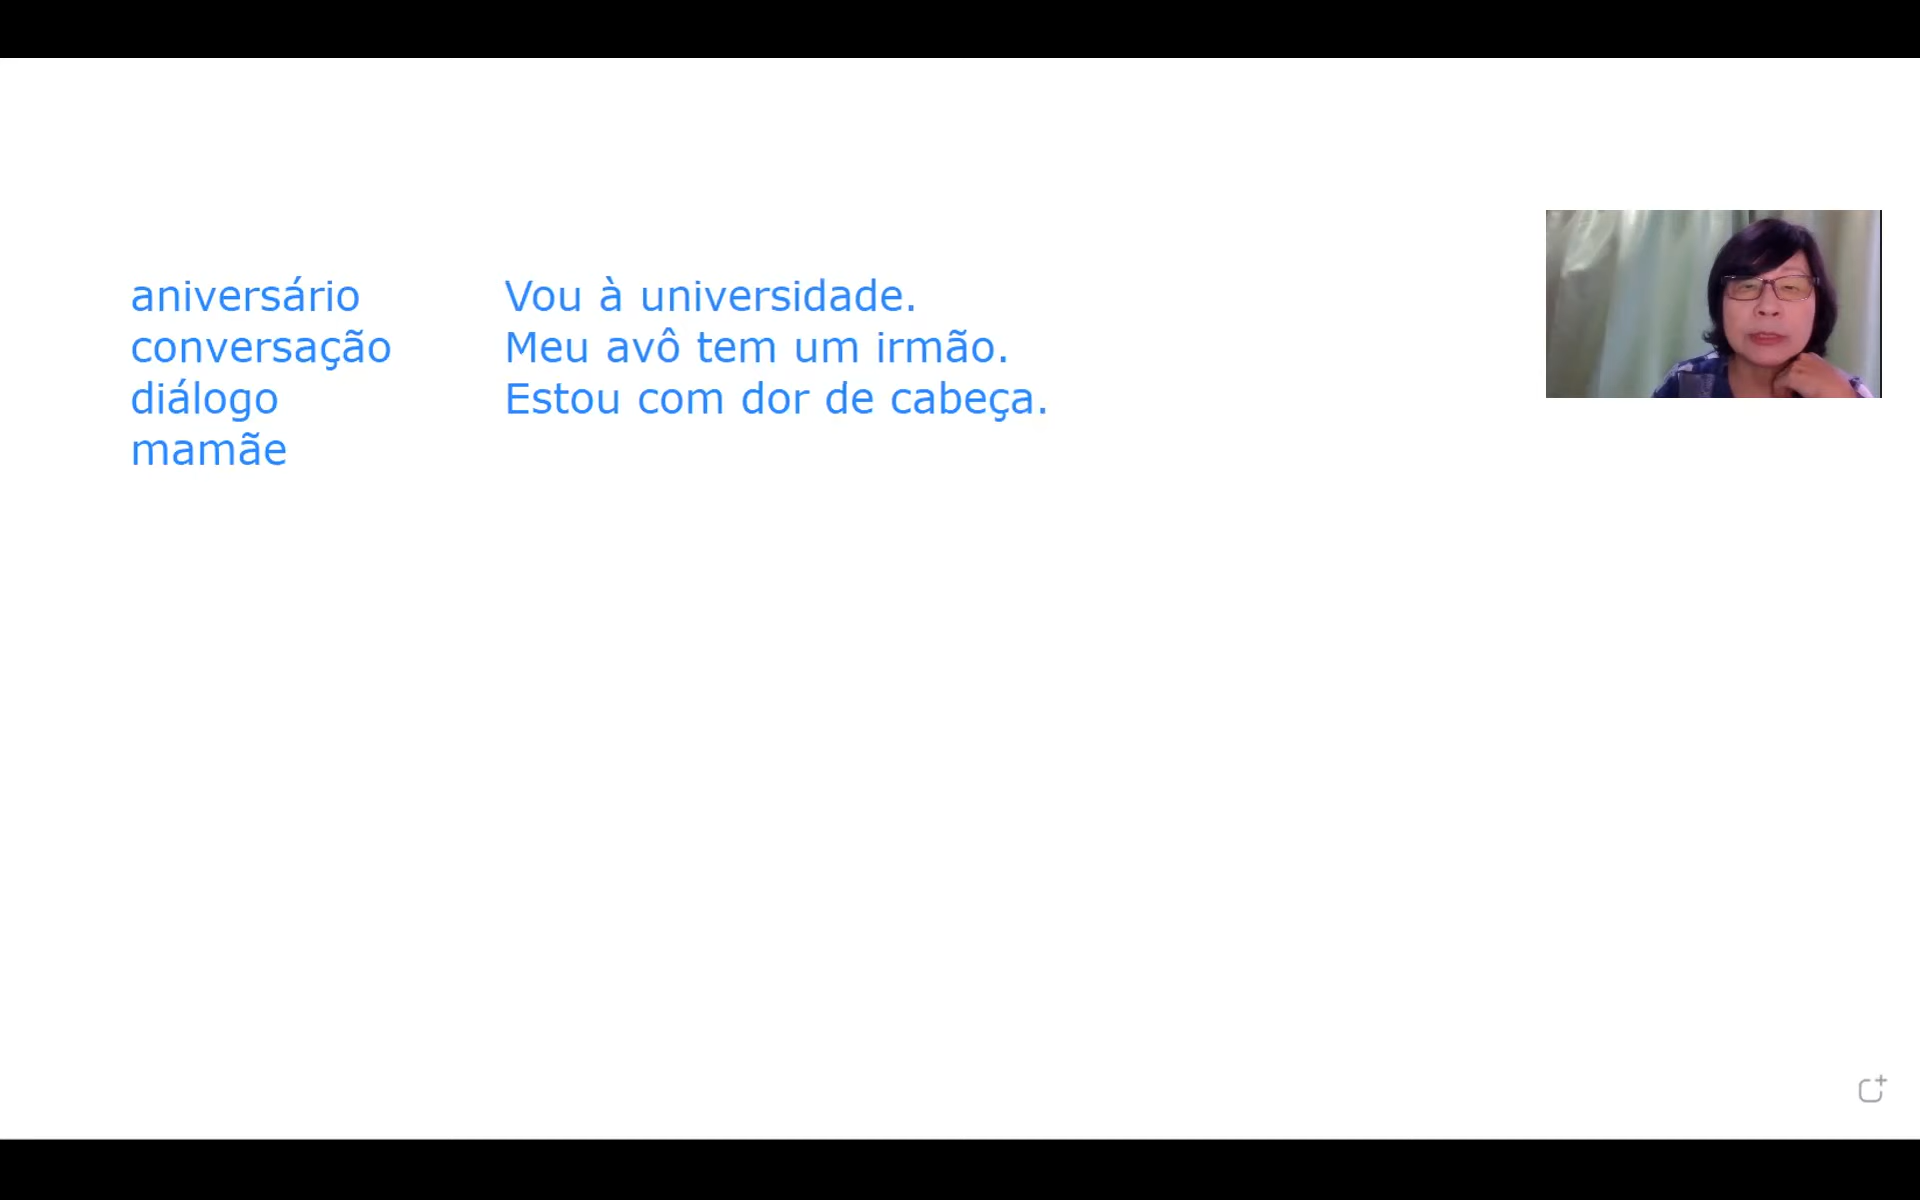 aniversário
conversação
diálogo
mamãe
Vou à universidade.
Meu avô tem um irmão.
Estou com dor de cabeça.